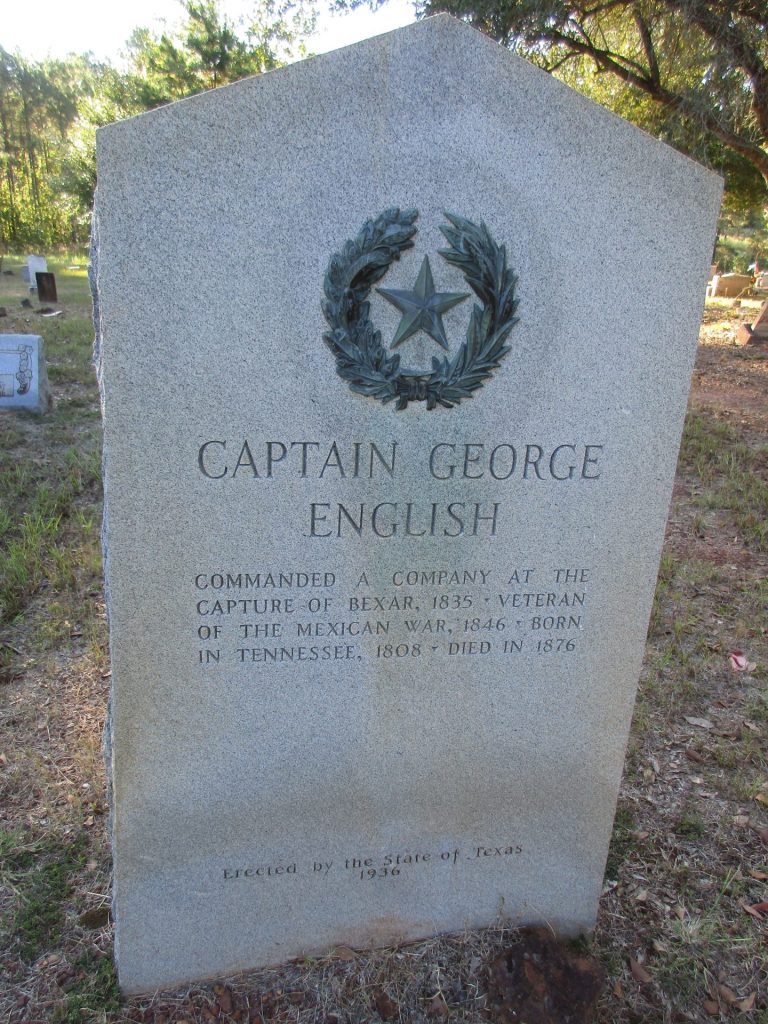 CAPTAIN GEORGE
ENGLISH
COMMANDED A COMPANY AT THE
CAPTURE OF BEXAR, 1835 ▾ VETERAN
OF THE MEXICAN WAR, 1846 ▾ BORN
IN TENNESSEE, 1808 ▾ DIED IN 1876
Erected by the State of Texas
1936